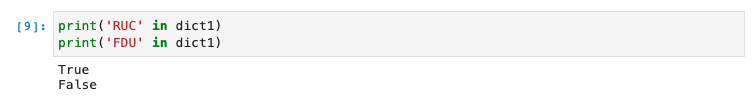 [9]: print('RUC' in dict1)
print('FDU' in dict1)
True
False